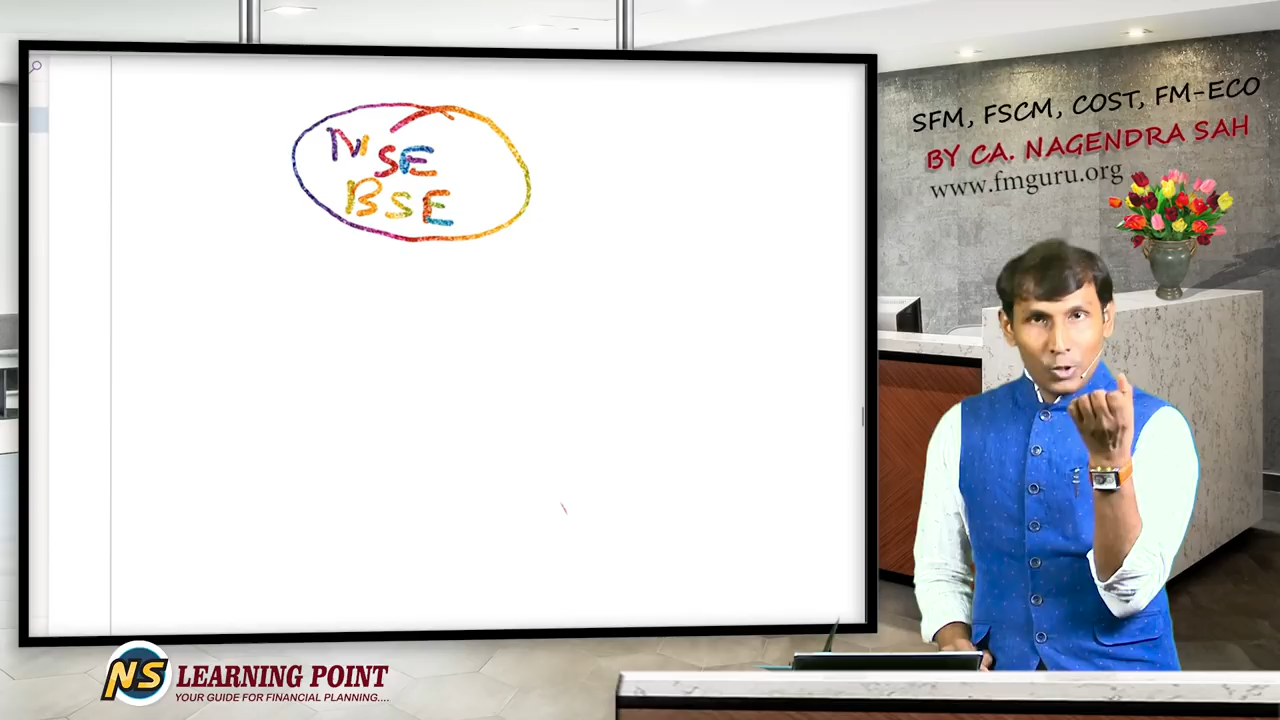 NSE
BSE
SFM, FSCM, COST, FM-ECO
BY CA. NAGENDRA SAH
www.fmguru.org
NS LEARNING POINT
YOUR GUIDE FOR FINANCIAL PLANNING....